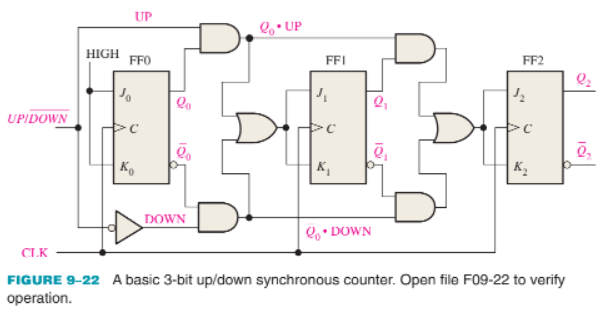 UP
Q₀ • UP
HIGH
FF0
FF1
FF2
J₀
Q₀
J₁
Q₁
J₂
Q₂
UP/D̅O̅W̅N̅
C
C
C
K₀
Q̅₀
K₁
Q̅₁
K₂
Q̅₂
DOWN
Q̅₀ • DOWN
CLK
FIGURE 9–22 A basic 3-bit up/down synchronous counter. Open file F09-22 to verify
operation.